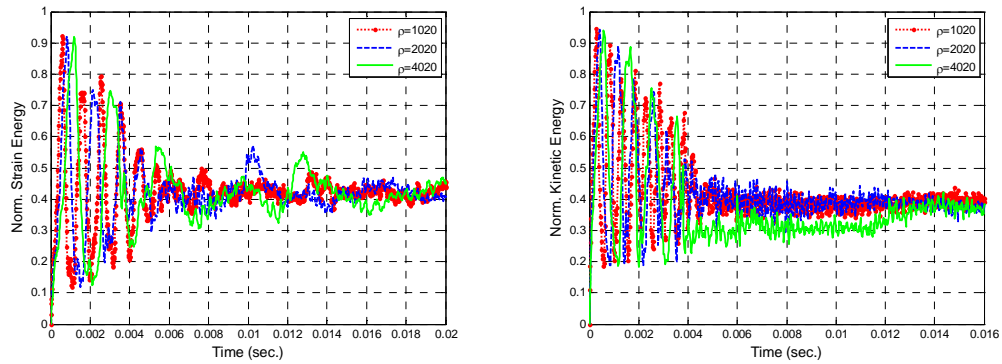 1
0.9
0.8
0.7
0.6
0.5
0.4
0.3
0.2
0.1
0
Norm. Strain Energy
ρ=1020
ρ=2020
ρ=4020
0 0.002 0.004 0.006 0.008 0.01 0.012 0.014 0.016 0.018 0.02
Time (sec.)
1
0.9
0.8
0.7
0.6
0.5
0.4
0.3
0.2
0.1
0
Norm. Kinetic Energy
ρ=1020
ρ=2020
ρ=4020
0 0.002 0.004 0.006 0.008 0.01 0.012 0.014 0.016
Time (sec.)